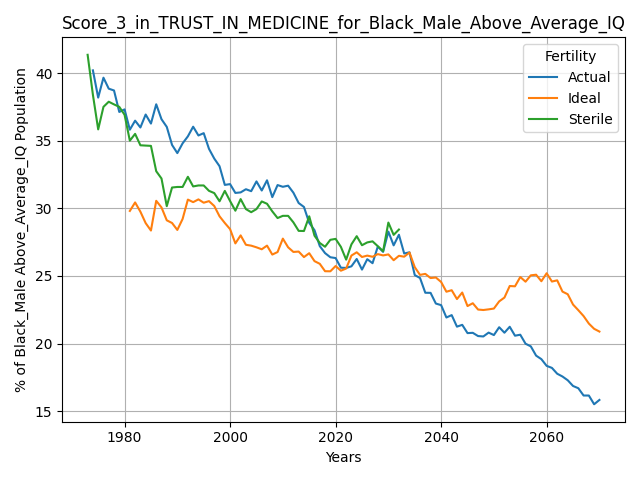 Score_3_in_TRUST_IN_MEDICINE_for_Black_Male_Above_Average_IQ
% of Black_Male Above_Average_IQ Population
40
35
30
25
20
15
Fertility
Actual
Ideal
Sterile
1980
2000
2020
2040
2060
Years